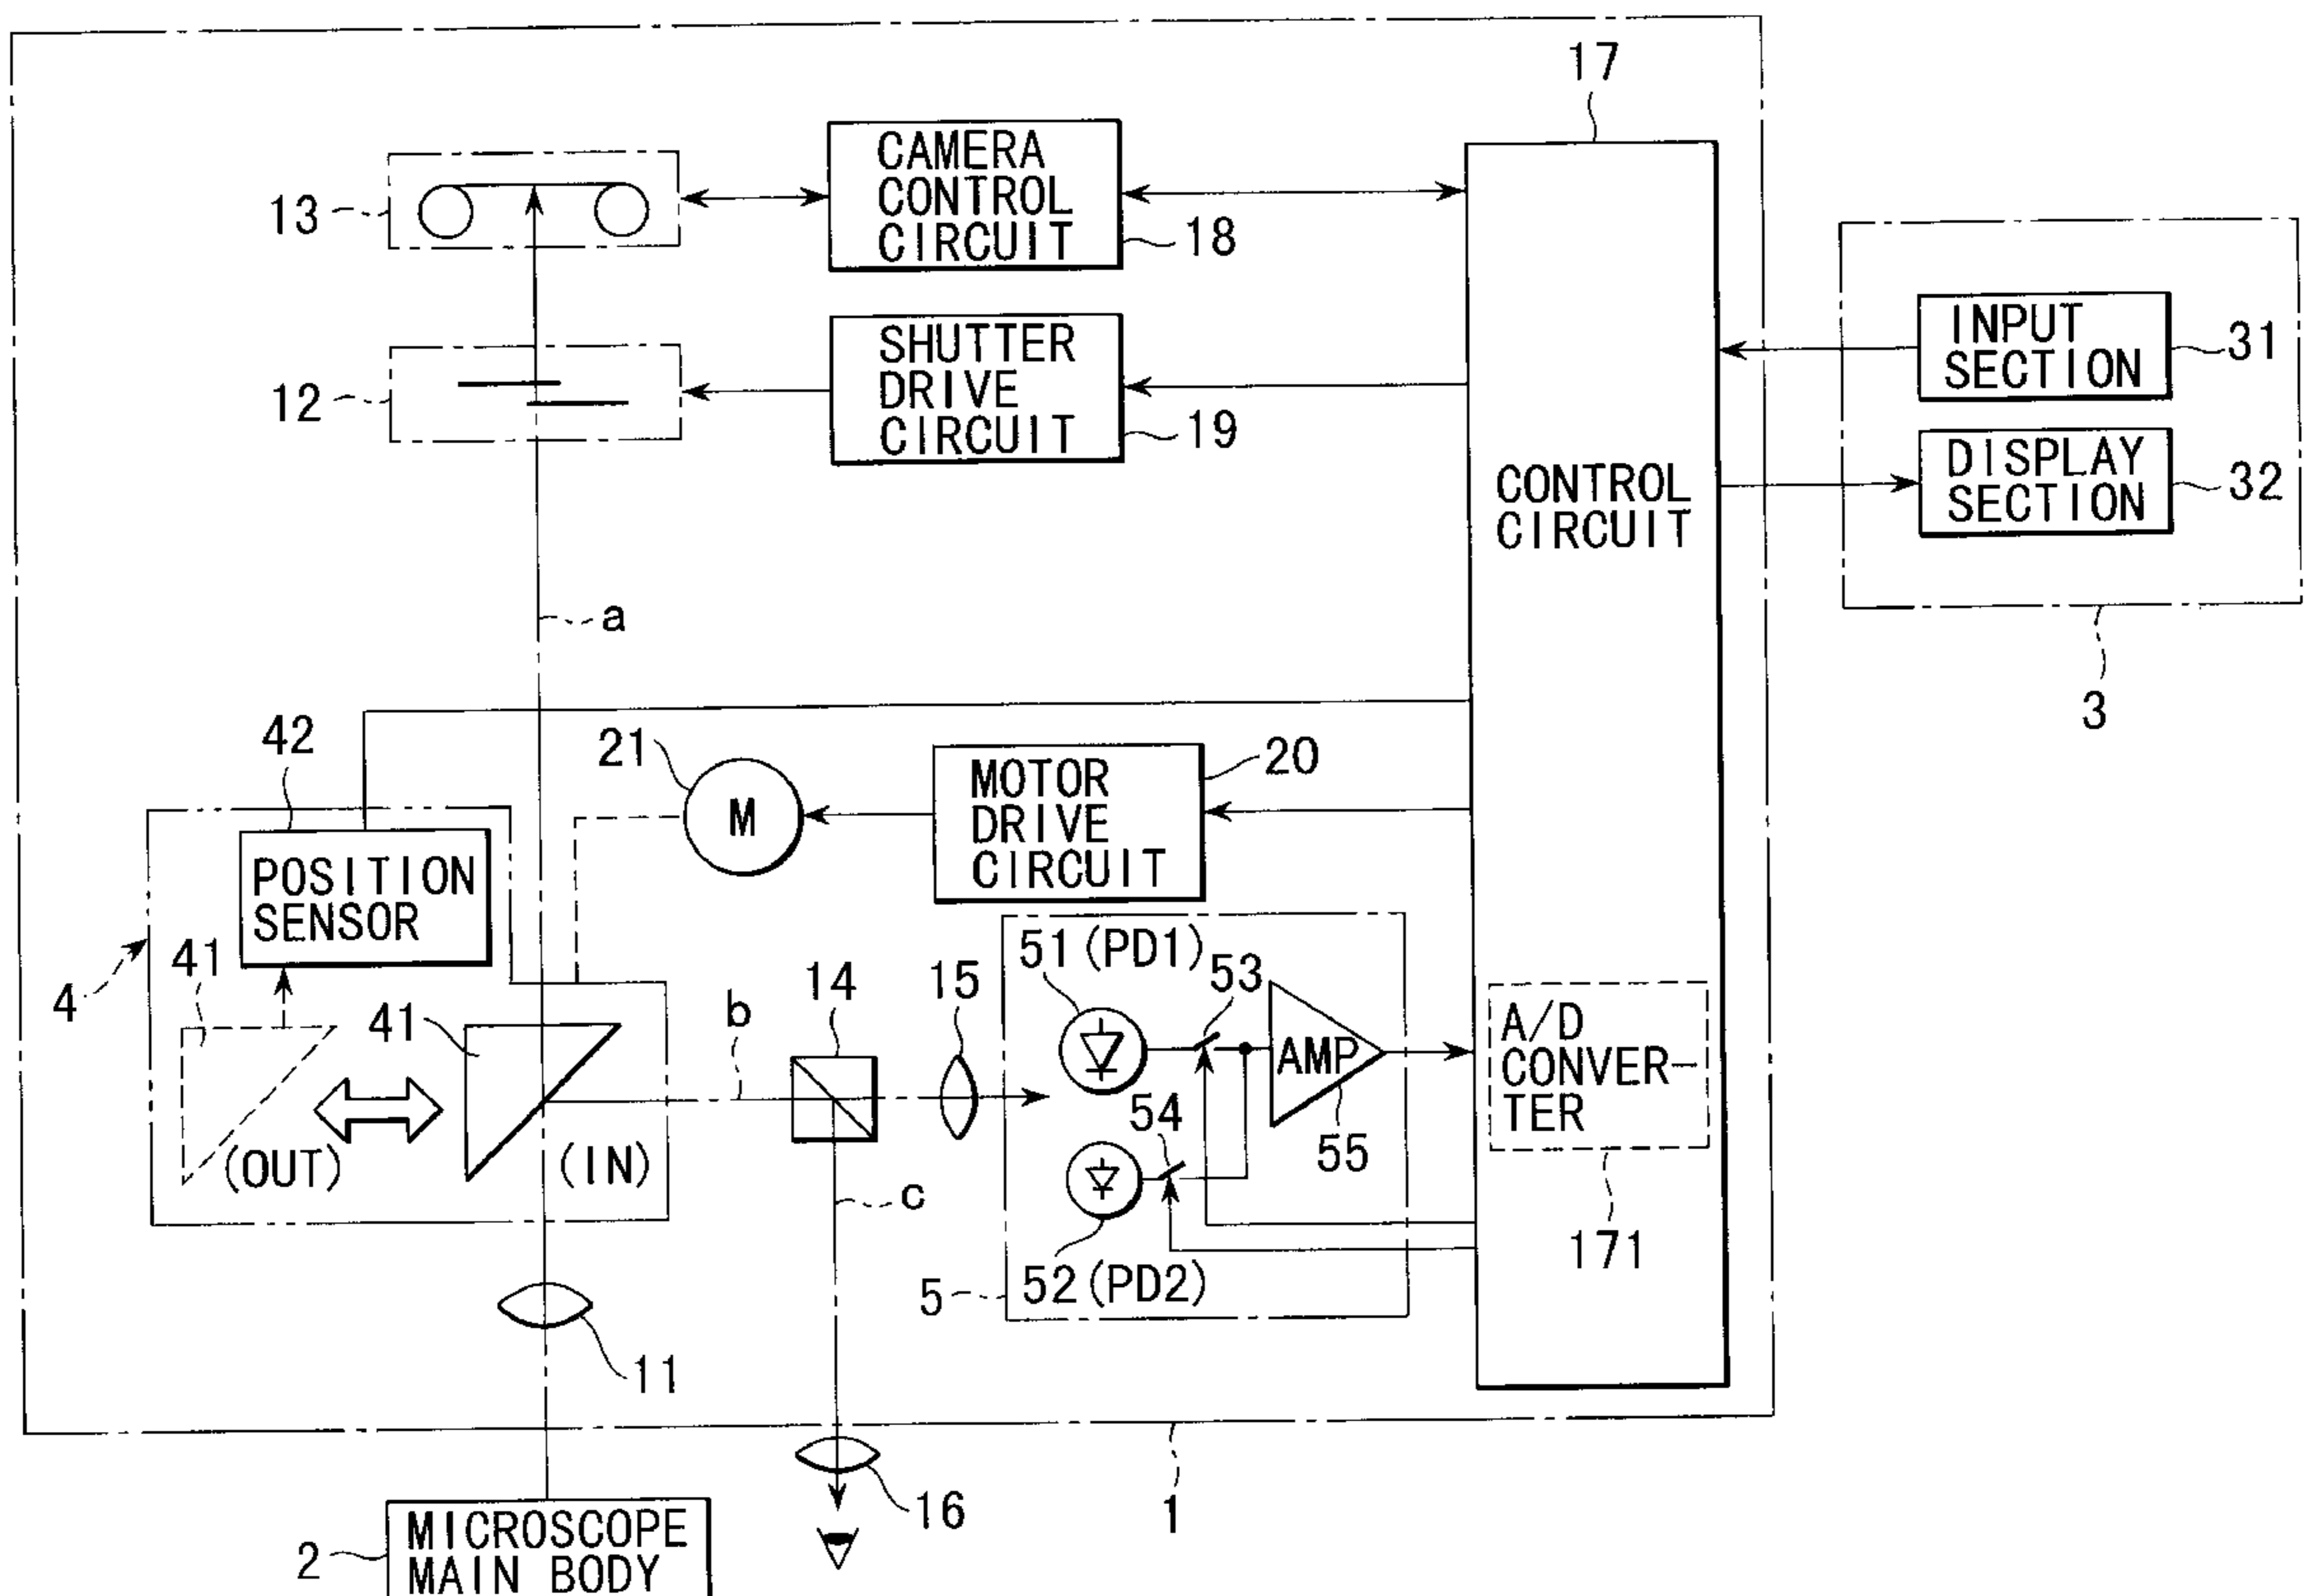 17
CAMERA
CONTROL
CIRCUIT
13
18
SHUTTER
DRIVE
CIRCUIT
12
19
INPUT
SECTION
31
DISPLAY
SECTION
32
CONTROL
CIRCUIT
a
3
42
21
M
MOTOR
DRIVE
CIRCUIT
20
POSITION
SENSOR
4
41
41
(OUT)
(IN)
b
14
15
51(PD1)
53
AMP
54
55
A/D
CONVER-
TER
171
c
52(PD2)
5
11
16
1
2
MICROSCOPE
MAIN BODY